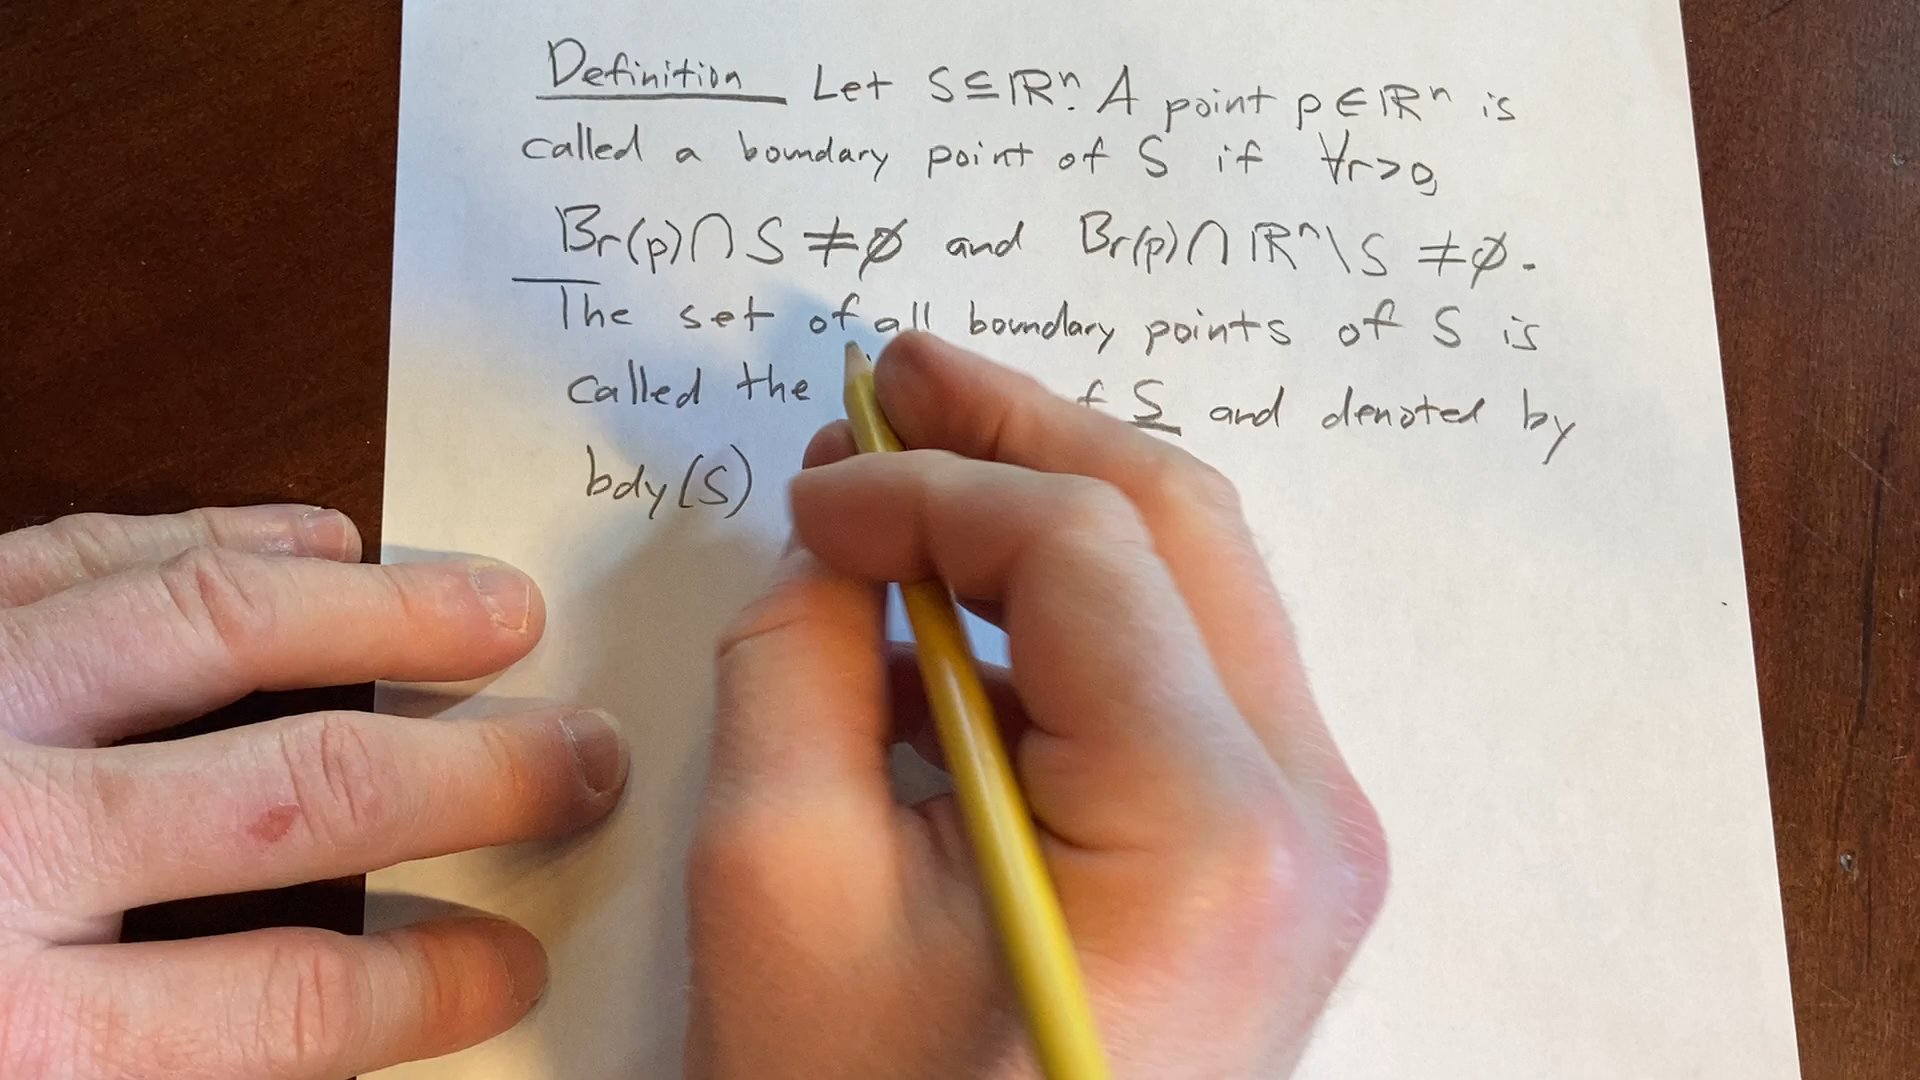 Definition Let S⊆ℝⁿ. A point p∈ℝⁿ is
called a boundary point of S if ∀r>0,
Br(p)∩S≠∅ and Br(p)∩ℝⁿ\S≠∅.
The set of all boundary points of S is
called the S and denoted by
bdy(S)